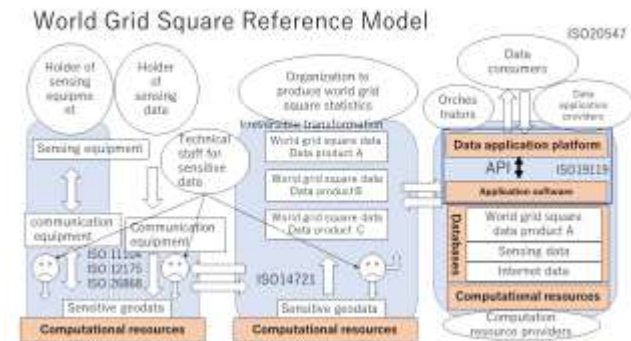 World Grid Square Reference Model
ISO20547
Holder of
sensing
equipme
nt
Holder
of
sensing
data
Organization to
produce world grid
square statistics
Data
consumers
Orches
trators
Data
application
providers
Irreversible transformation
Sensing equipment
Technical
staff for
sensitive
data
World grid square data
Data product A
World grid square data
Data productB
World grid square data
Data product C
Data application platform
API
ISO19119
Application software
communication
equipment
Communication
equipment
Databases
World grid square
data product A
Sensing data
Internet data
ISO 11104
ISO 12175
ISO 26868
ISO14721
Sensitive geodata
Sensitive geodata
Computational resources
Computational resources
Computational resources
Computation
resource providers